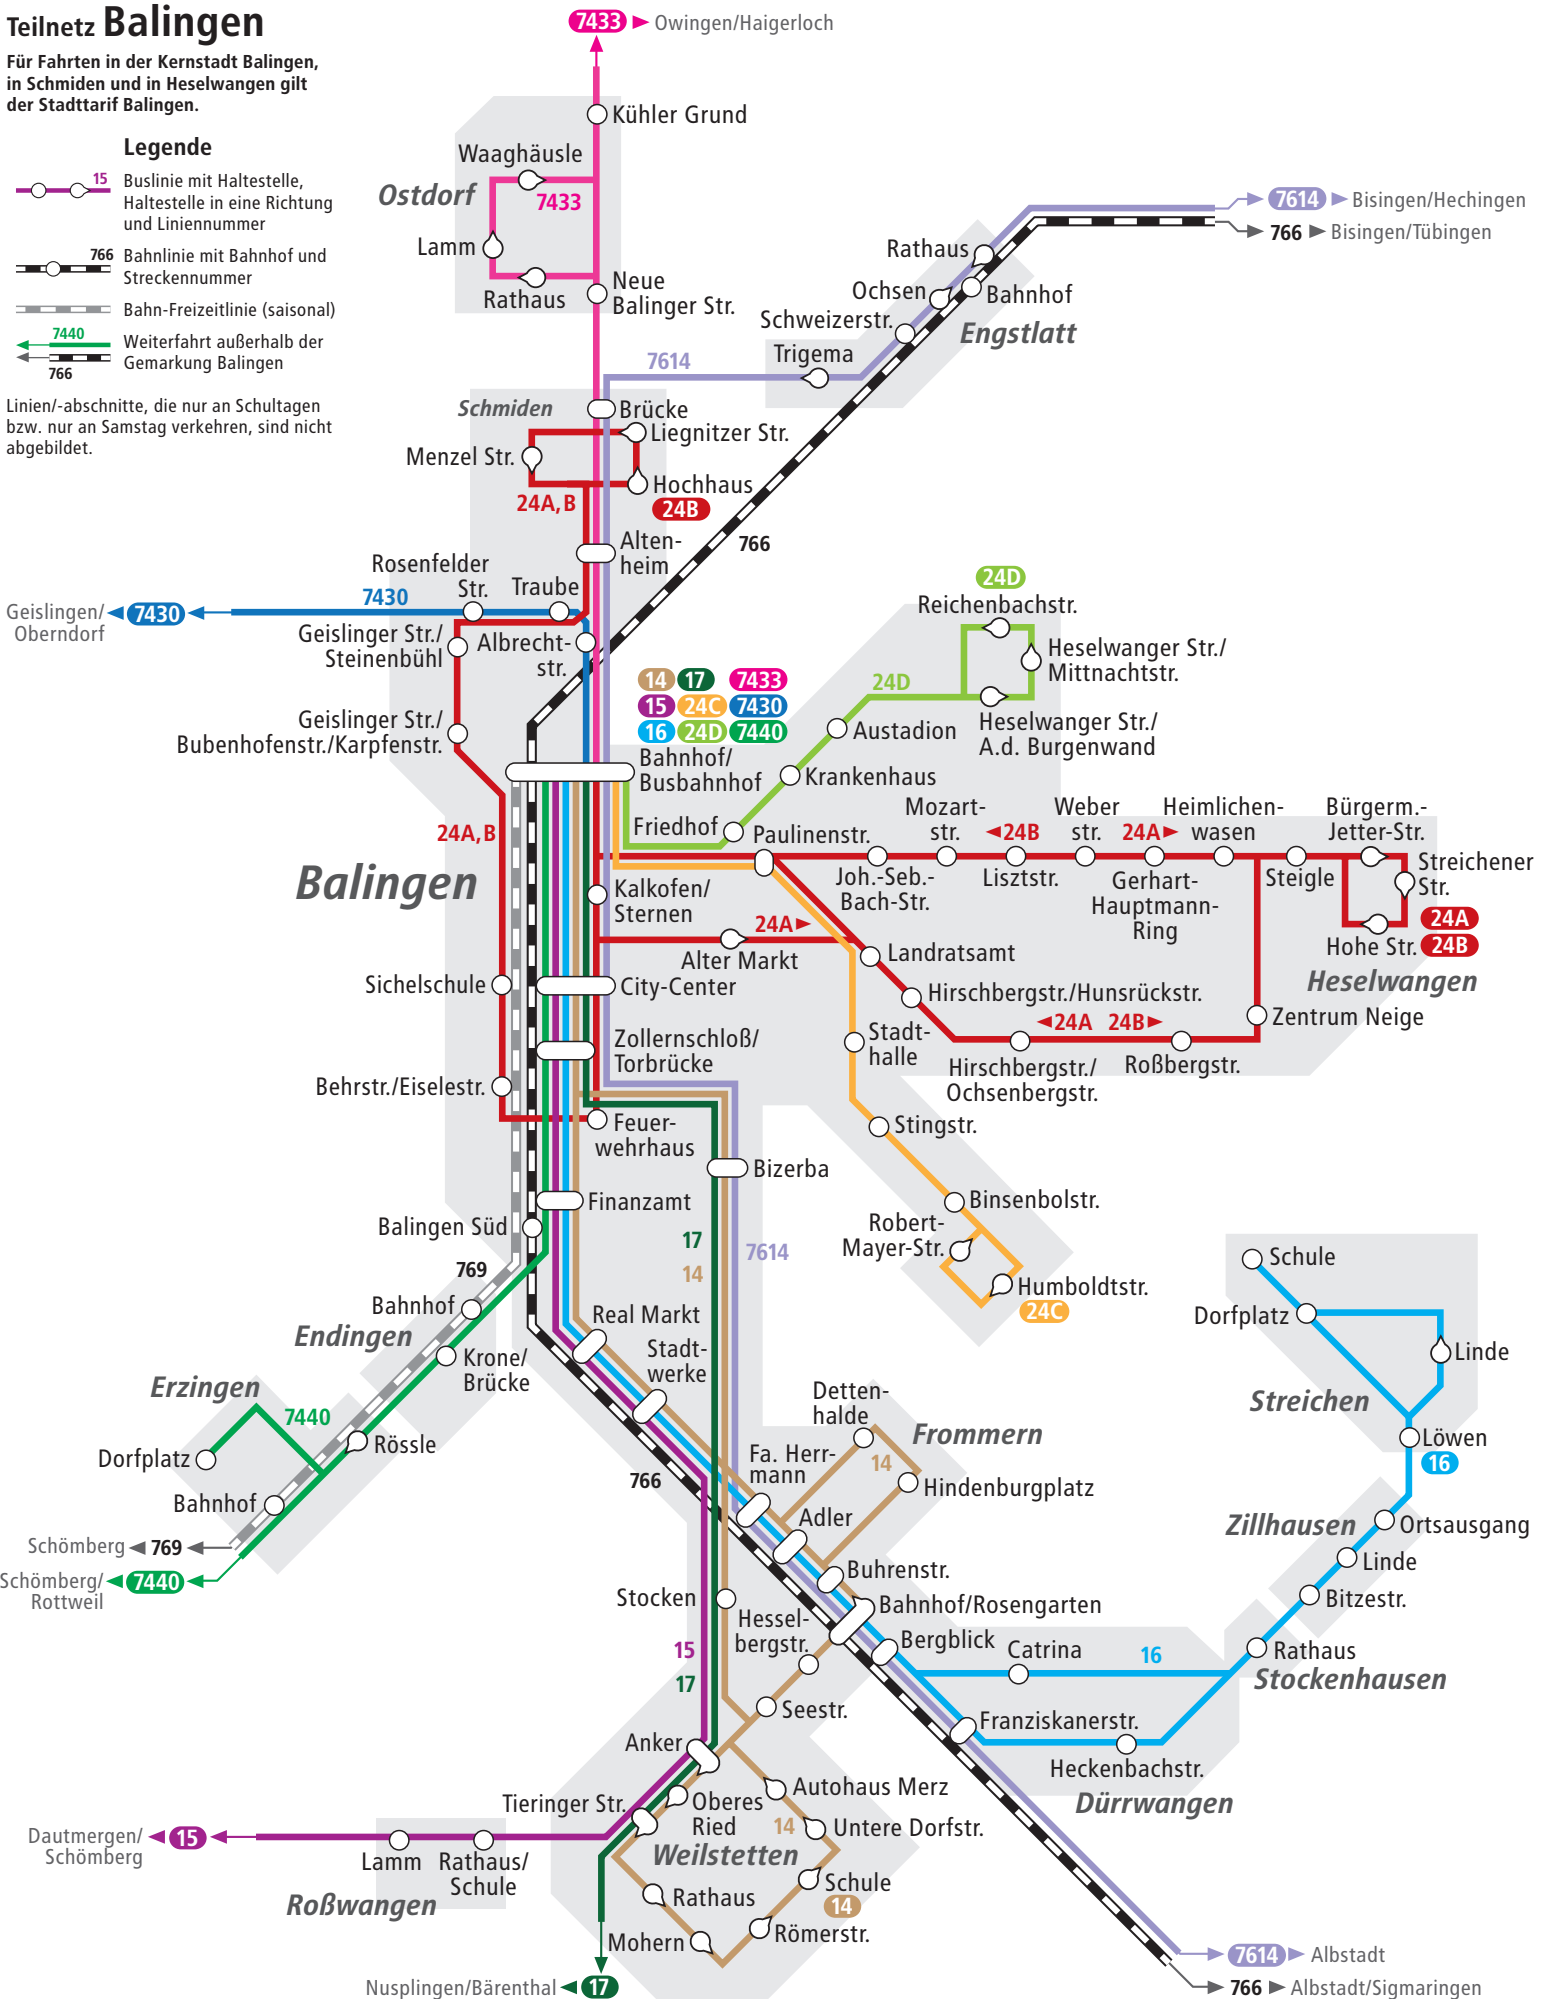 Teilnetz Balingen
Für Fahrten in der Kernstadt Balingen,
in Schmiden und in Heselwangen gilt
der Stadttarif Balingen.
Legende
15
Buslinie mit Haltestelle,
Haltestelle in eine Richtung
und Liniennummer
766
Bahnlinie mit Bahnhof und
Streckennummer
Bahn-Freizeitlinie (saisonal)
7440
766
Weiterfahrt außerhalb der
Gemarkung Balingen
Linien/-abschnitte, die nur an Schultagen
bzw. nur an Samstag verkehren, sind nicht
abgebildet.
7433 Owingen/Haigerloch
Kühler Grund
Waaghäusle
Ostdorf
7433
Lamm
Rathaus
Neue
Balinger Str.
7614 Bisingen/Hechingen
766 Bisingen/Tübingen
Rathaus
Ochsen
Bahnhof
Schweizerstr.
Engstlatt
Trigema
7614
Schmiden
Brücke
Liegnitzer Str.
Menzel Str.
Hochhaus
24A,B
24B
766
Alten-
heim
Rosenfelder
Str.
Traube
7430
Geislingen/
Oberndorf
7430
Geislinger Str./
Steinenbühl
Albrecht-
str.
Geislinger Str./
Bubenhofenstr./Karpfenstr.
14 17 7433
15 24C 7430
16 24D 7440
Bahnhof/
Busbahnhof
24D
Reichenbachstr.
Heselwanger Str./
Mittnachtstr.
24D
Heselwanger Str./
A.d. Burgenwand
Austadion
Krankenhaus
Friedhof
24A,B
Balingen
Paulinenstr.
Mozart-
str.
24B
Weber
str.
24A
Heimlichen-
wasen
Bürgerm.-
Jetter-Str.
Joh.-Seb.-
Bach-Str.
Lisztstr.
Gerhart-
Hauptmann-
Ring
Steigle
Streichener
Str.
24A
Hohe Str. 24B
Heselwangen
Kalkofen/
Sternen
24A
Alter Markt
Landratsamt
Sichelschule
City-Center
Hirschbergstr./Hunsrückstr.
24A 24B
Zentrum Neige
Zollernschloß/
Torbrücke
Stadt-
halle
Hirschbergstr./
Ochsenbergstr.
Roßbergstr.
Behrstr./Eiselestr.
Feuer-
wehrhaus
Stingstr.
Bizerba
Finanzamt
Binsenbolstr.
Balingen Süd
Robert-
Mayer-Str.
Humboldtstr.
24C
17
14
7614
769
Bahnhof
Endingen
Krone/
Brücke
Real Markt
Stadt-
werke
Schule
Dorfplatz
Linde
Streichen
Löwen
16
Erzingen
7440
Dorfplatz
Rössle
Bahnhof
Schömberg 769
Schömberg/
Rottweil
7440
766
Detten-
halde
Frommern
14
Fa. Herr-
mann
Hindenburgplatz
Adler
Zillhausen
Ortsausgang
Linde
Bitzestr.
Buhrenstr.
Stocken
Bahnhof/Rosengarten
Hessel-
bergstr.
Bergblick
Catrina
16
Rathaus
Stockenhausen
15
17
Seestr.
Franziskanerstr.
Heckenbachstr.
Dürrwangen
Anker
Autohaus Merz
Tieringer Str.
Oberes
Ried
14
Untere Dorfstr.
Weilstetten
Dautmergen/
Schömberg
15
Lamm
Rathaus/
Schule
Roßwangen
Rathaus
Schule
14
Mohern
Römerstr.
Nusplingen/Bärenthal 17
7614 Albstadt
766 Albstadt/Sigmaringen